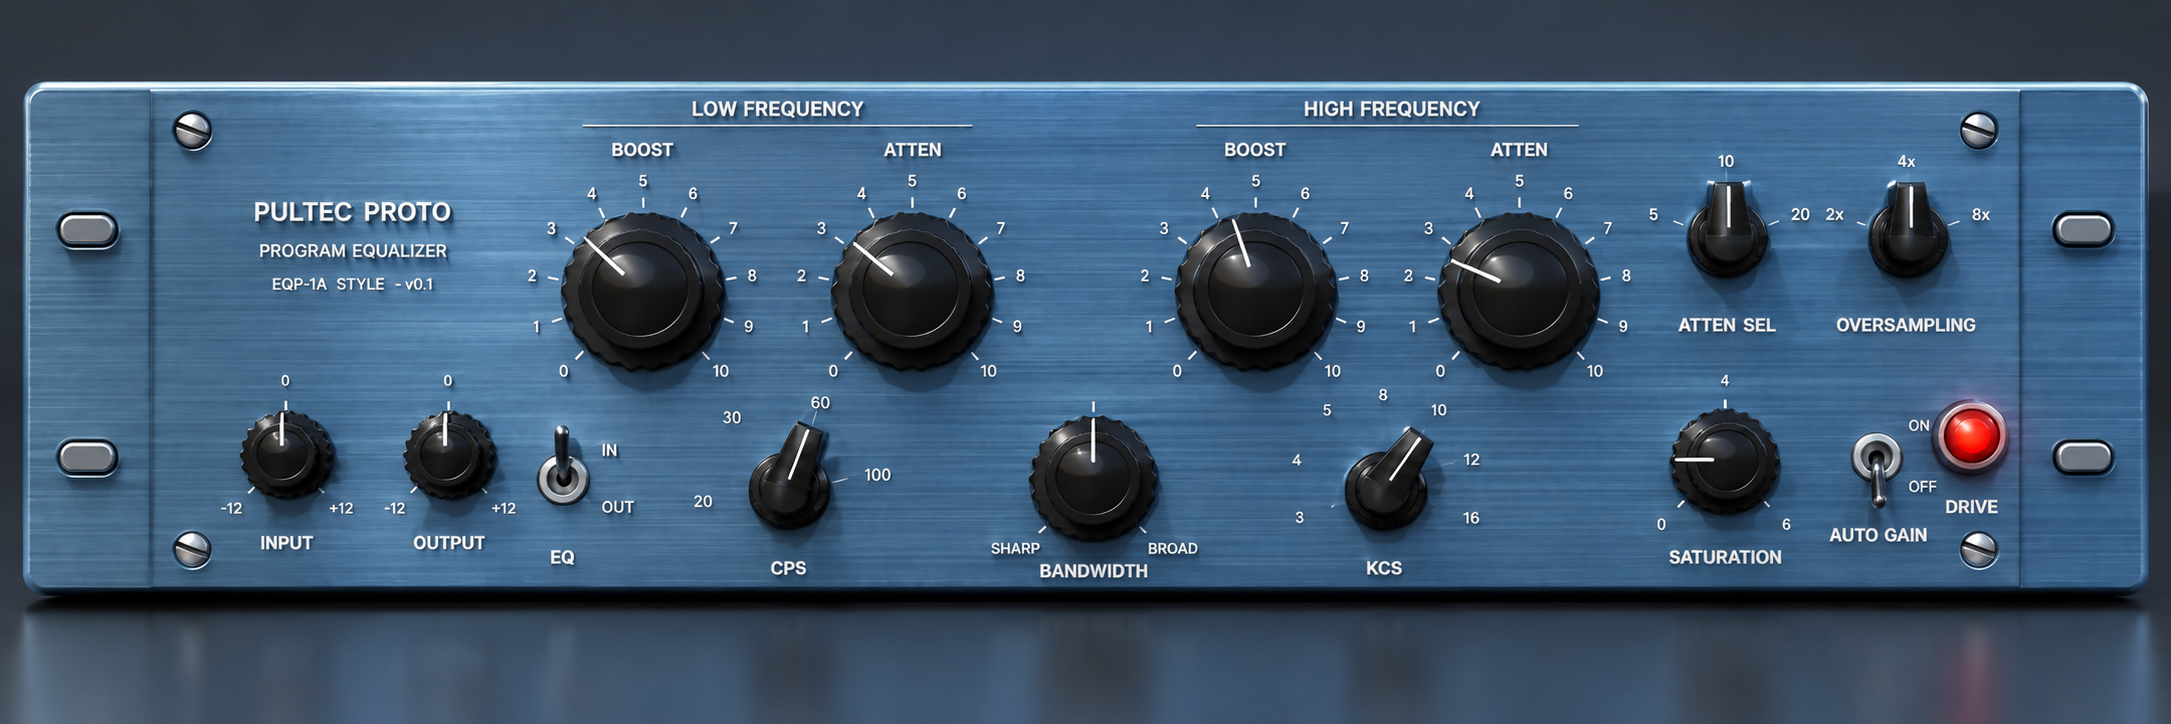 LOW FREQUENCY
HIGH FREQUENCY
BOOST
ATTEN
BOOST
ATTEN
0 1 2 3 4 5 6 7 8 9 10
0 1 2 3 4 5 6 7 8 9 10
0 1 2 3 4 5 6 7 8 9 10
0 1 2 3 4 5 6 7 8 9 10
5 10 20
ATTEN SEL
2x 4x 8x
OVERSAMPLING
PULTEC PROTO
PROGRAM EQUALIZER
EQP-1A STYLE - v0.1
-12 0 +12
INPUT
-12 0 +12
OUTPUT
IN
OUT
EQ
20 30 60 100
CPS
SHARP BROAD
BANDWIDTH
3 4 5 8 10 12 16
KCS
0 4 6
SATURATION
ON
OFF
AUTO GAIN
DRIVE